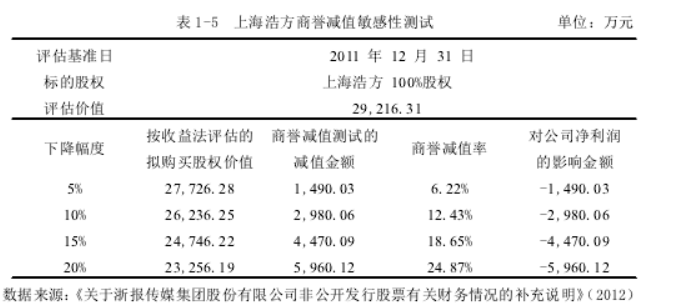 表 1-5 上海浩方商誉减值敏感性测试 单位：万元
评估基准日 2011 年 12 月 31 日
标的股权 上海浩方 100%股权
评估价值 29,216.31
下降幅度 按收益法评估的拟购买股权价值 商誉减值测试的减值金额 商誉减值率 对公司净利润的影响金额
5% 27,726.28 1,490.03 6.22% -1,490.03
10% 26,236.25 2,980.06 12.43% -2,980.06
15% 24,746.22 4,470.09 18.65% -4,470.09
20% 23,256.19 5,960.12 24.87% -5,960.12
数据来源：《关于浙报传媒集团股份有限公司非公开发行股票有关财务情况的补充说明》（2012）